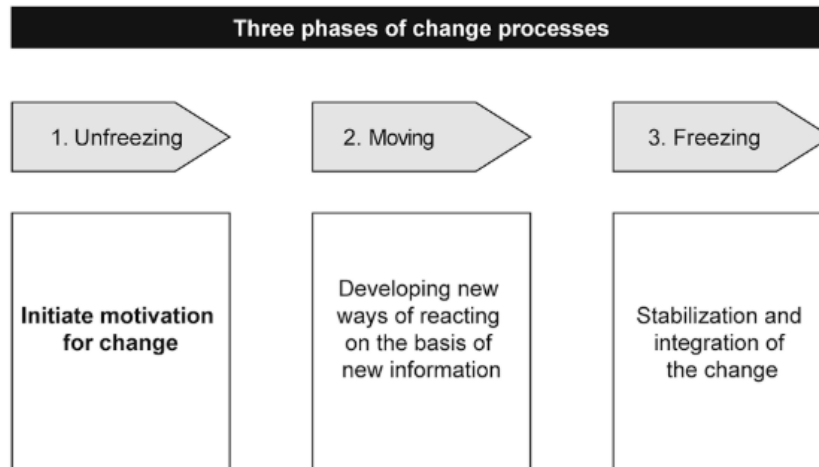 Three phases of change processes
1. Unfreezing
2. Moving
3. Freezing
Initiate motivation
for change
Developing new
ways of reacting
on the basis of
new information
Stabilization and
integration of
the change